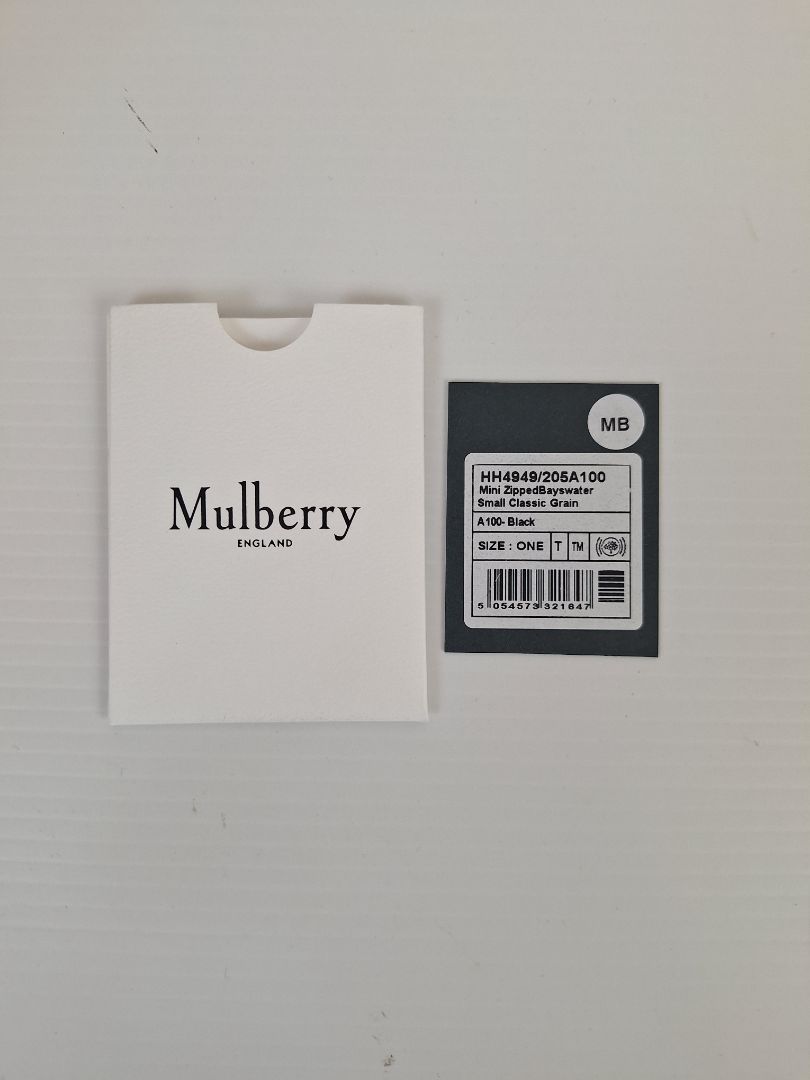 Mulberry
ENGLAND
MB
HH4949/205A100
Mini ZippedBayswater
Small Classic Grain
A100- Black
SIZE : ONE T TM
5 054573 321647